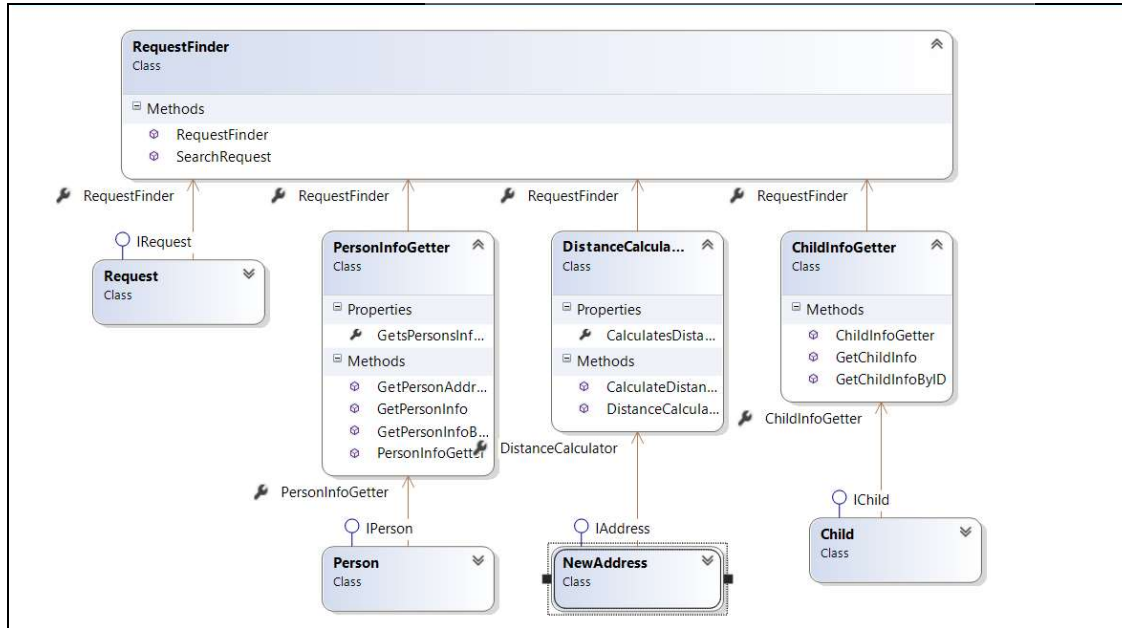 RequestFinder
Class
Methods
RequestFinder
SearchRequest
RequestFinder
RequestFinder
RequestFinder
RequestFinder
IRequest
Request
Class
PersonInfoGetter
Class
Properties
GetsPersonsInf...
Methods
GetPersonAddr...
GetPersonInfo
GetPersonInfoB...
PersonInfoGetter
DistanceCalcula...
Class
Properties
CalculatesDista...
Methods
CalculateDistan...
DistanceCalcula...
ChildInfoGetter
Class
Methods
ChildInfoGetter
GetChildInfo
GetChildInfoByID
PersonInfoGetter
DistanceCalculator
ChildInfoGetter
IPerson
Person
Class
IAddress
NewAddress
Class
IChild
Child
Class